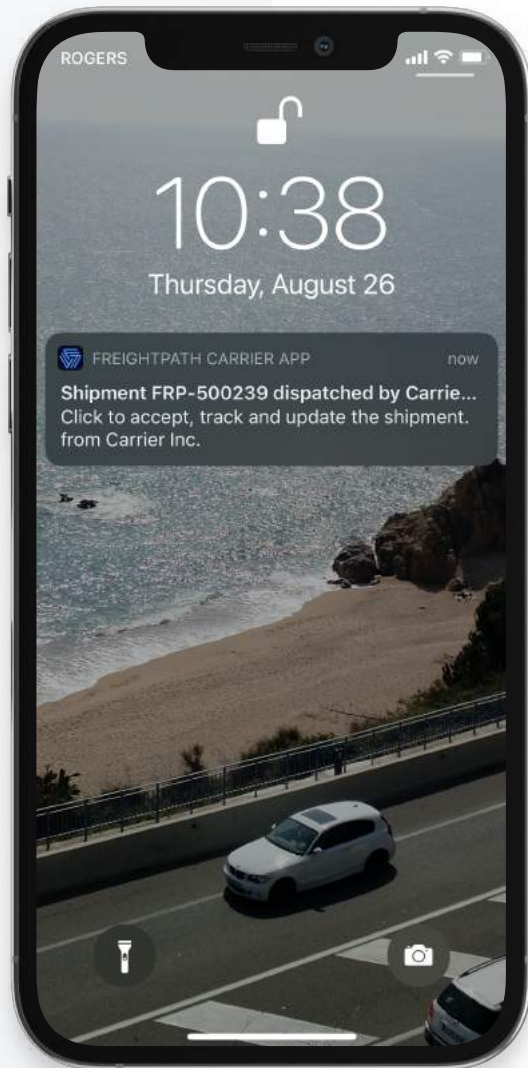 ROGERS
10:38
Thursday, August 26
FREIGHTPATH CARRIER APP now
Shipment FRP-500239 dispatched by Carrie...
Click to accept, track and update the shipment.
from Carrier Inc.